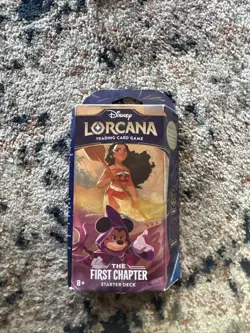 Disney
LORCANA
TRADING CARD GAME
THE
FIRST CHAPTER
STARTER DECK
8+